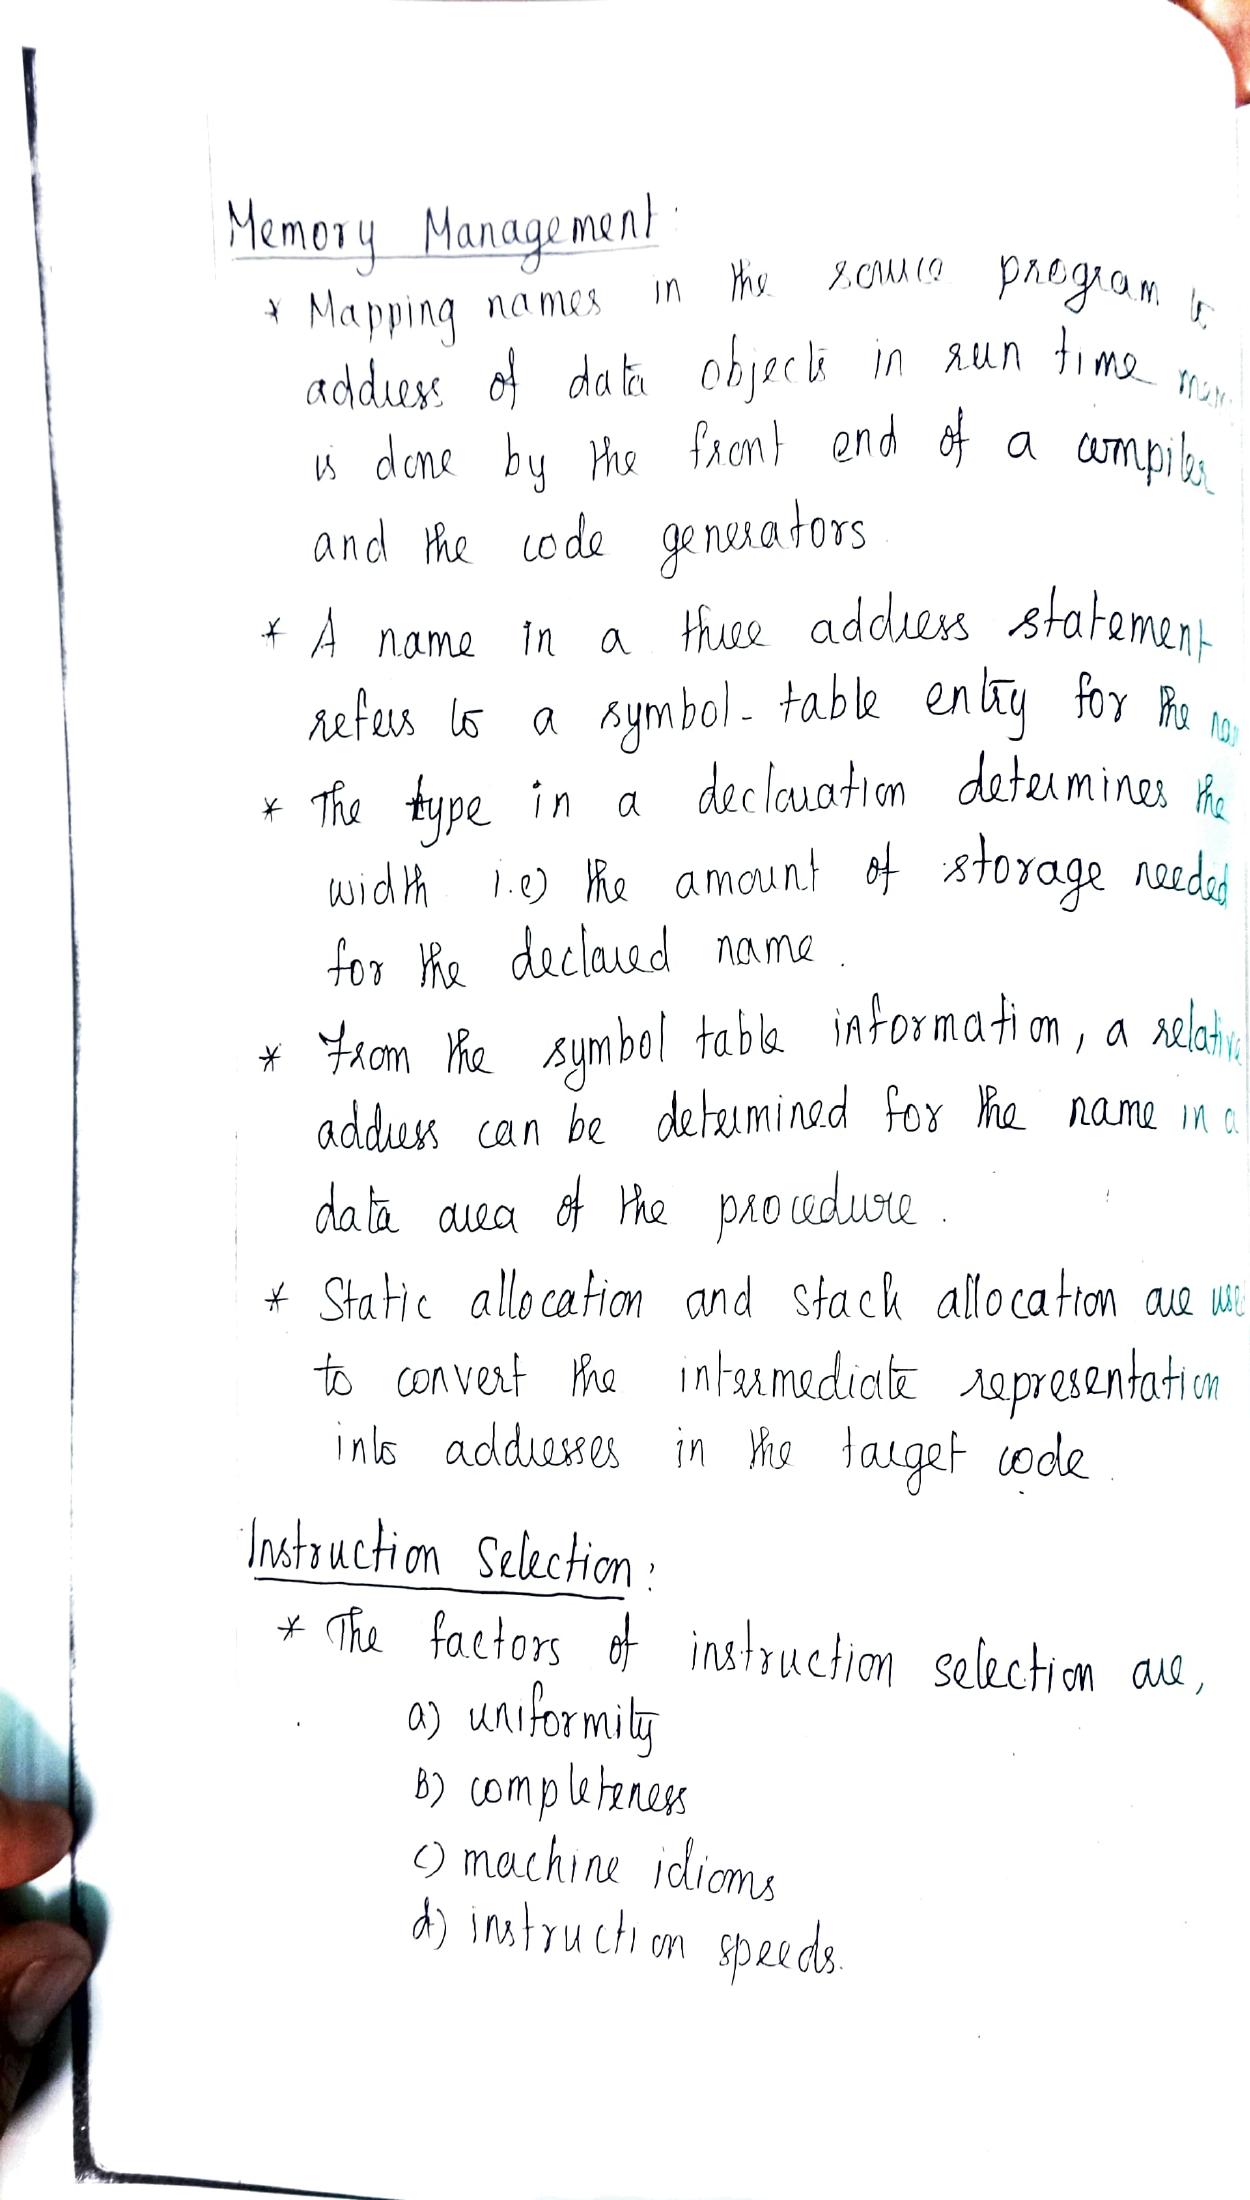 Memory Management:
* Mapping names in the source program to
address of data objects in run time
is done by the front end of a compiler
and the code generators
* A name in a three address statement
refers to a symbol-table entry for the
* The type in a declaration determines the
width i.e) the amount of storage needed
for the declared name.
* From the symbol table information, a relative
address can be determined for the name in a
data area of the procedure.
* Static allocation and stack allocation are use
to convert the intermediate representation
into addresses in the target code.
Instruction Selection:
* The factors of instruction selection are,
a) uniformity
B) completeness
c) machine idioms
d) instruction speeds.